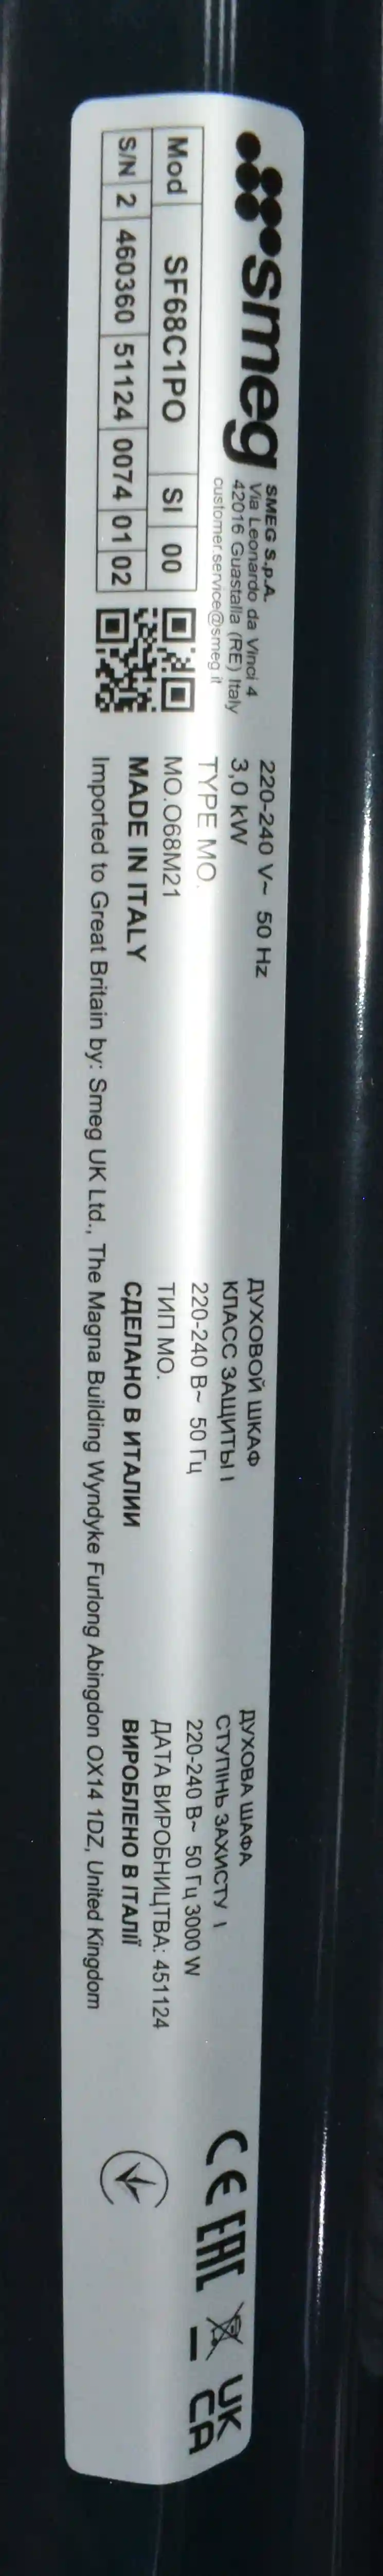 smeg
SMEG S.p.A.
Via Leonardo da Vinci 4
42016 Guastalla (RE) Italy
customer.service@smeg.it
Mod SF68C1PO SI 00
S/N 2 460360 51124 0074 01 02
220-240 V~ 50 Hz
3,0 kW
TYPE MO.
MO.O68M21
MADE IN ITALY
Imported to Great Britain by: Smeg UK Ltd., The Magna Building Wyndyke Furlong Abingdon OX14 1DZ, United Kingdom
ДУХОВОЙ ШКАФ
КЛАСС ЗАЩИТЫ I
220-240 В~ 50 Гц
ТИП МО.
СДЕЛАНО В ИТАЛИИ
ДУХОВА ШАФА
СТУПІНЬ ЗАХИСТУ I
220-240 В~ 50 Гц 3000 W
ДАТА ВИРОБНИЦТВА: 451124
ВИРОБЛЕНО В ІТАЛІЇ
CE EAC UK
CA